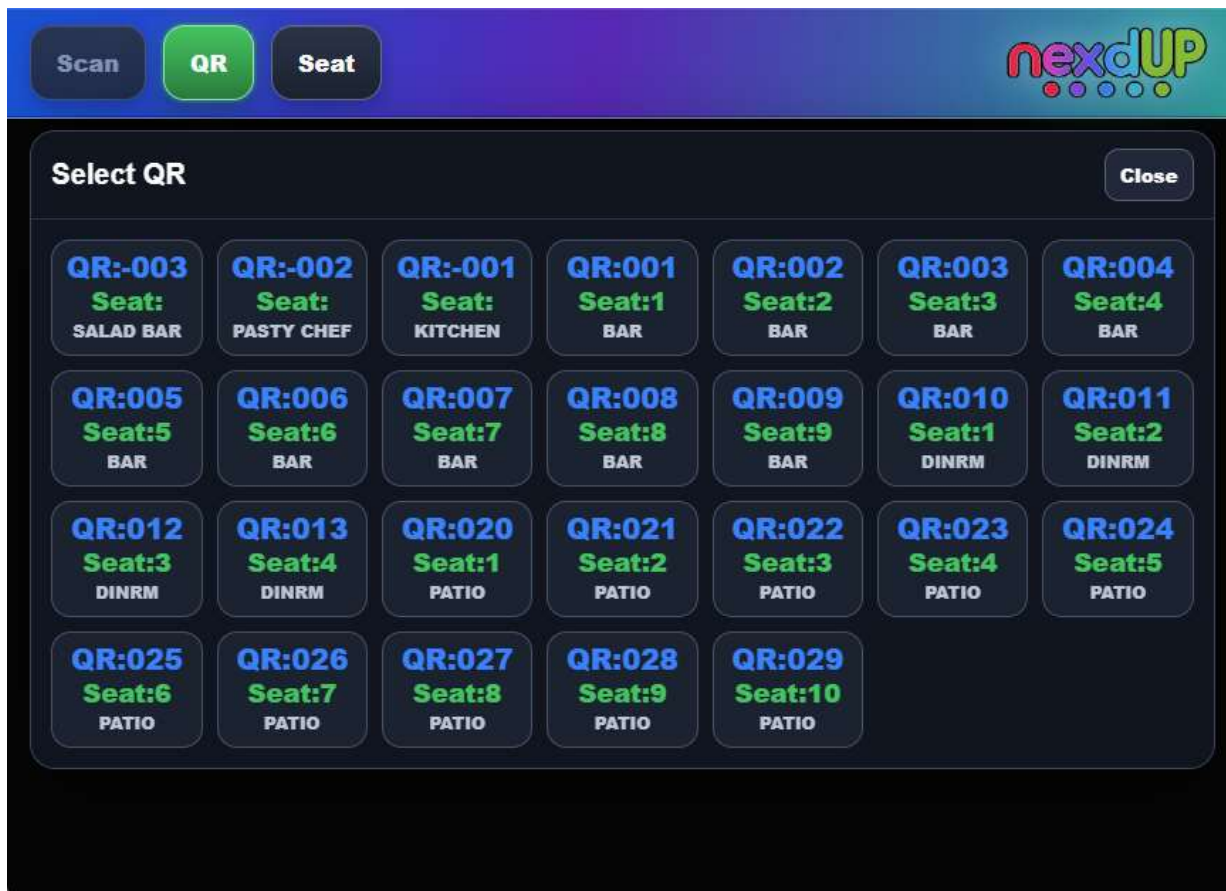 Scan QR Seat nexdUP
Select QR Close
QR:-003 QR:-002 QR:-001 QR:001 QR:002 QR:003 QR:004
Seat: Seat: Seat: Seat:1 Seat:2 Seat:3 Seat:4
SALAD BAR PASTY CHEF KITCHEN BAR BAR BAR BAR
QR:005 QR:006 QR:007 QR:008 QR:009 QR:010 QR:011
Seat:5 Seat:6 Seat:7 Seat:8 Seat:9 Seat:1 Seat:2
BAR BAR BAR BAR BAR DINRM DINRM
QR:012 QR:013 QR:020 QR:021 QR:022 QR:023 QR:024
Seat:3 Seat:4 Seat:1 Seat:2 Seat:3 Seat:4 Seat:5
DINRM DINRM PATIO PATIO PATIO PATIO PATIO
QR:025 QR:026 QR:027 QR:028 QR:029
Seat:6 Seat:7 Seat:8 Seat:9 Seat:10
PATIO PATIO PATIO PATIO PATIO